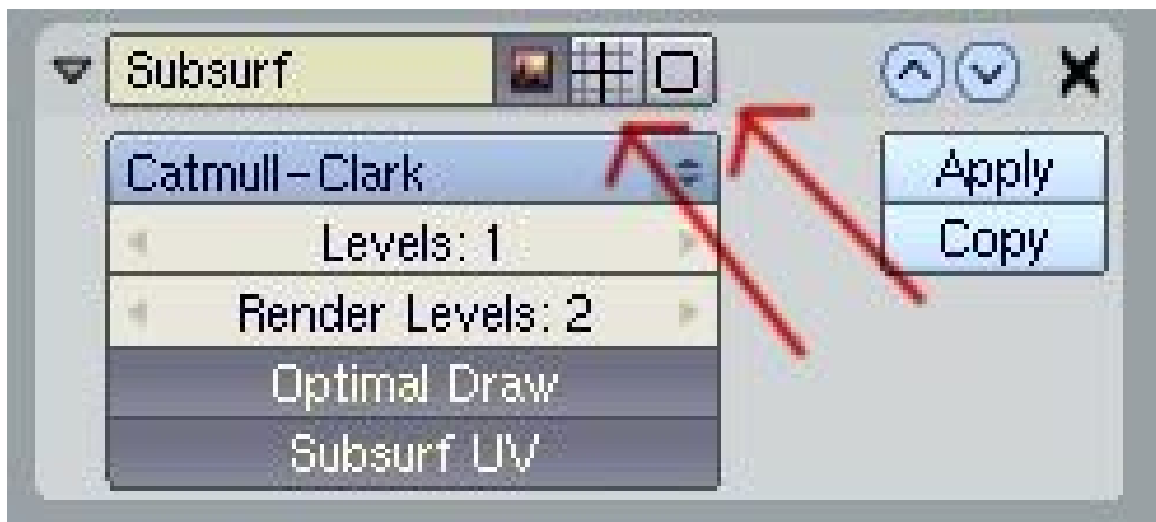 Subsurf
Catmull-Clark
Levels: 1
Render Levels: 2
Optimal Draw
Subsurf UV
Apply
Copy